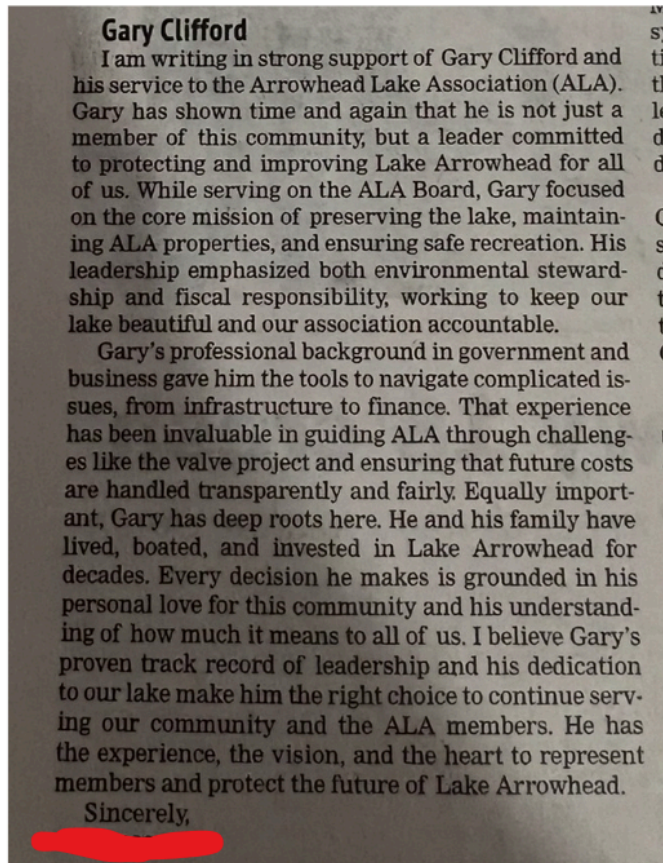 Gary Clifford
I am writing in strong support of Gary Clifford and
his service to the Arrowhead Lake Association (ALA).
Gary has shown time and again that he is not just a
member of this community, but a leader committed
to protecting and improving Lake Arrowhead for all
of us. While serving on the ALA Board, Gary focused
on the core mission of preserving the lake, maintain-
ing ALA properties, and ensuring safe recreation. His
leadership emphasized both environmental steward-
ship and fiscal responsibility, working to keep our
lake beautiful and our association accountable.
Gary's professional background in government and
business gave him the tools to navigate complicated is-
sues, from infrastructure to finance. That experience
has been invaluable in guiding ALA through challeng-
es like the valve project and ensuring that future costs
are handled transparently and fairly. Equally import-
ant, Gary has deep roots here. He and his family have
lived, boated, and invested in Lake Arrowhead for
decades. Every decision he makes is grounded in his
personal love for this community and his understand-
ing of how much it means to all of us. I believe Gary's
proven track record of leadership and his dedication
to our lake make him the right choice to continue serv-
ing our community and the ALA members. He has
the experience, the vision, and the heart to represent
members and protect the future of Lake Arrowhead.
Sincerely,